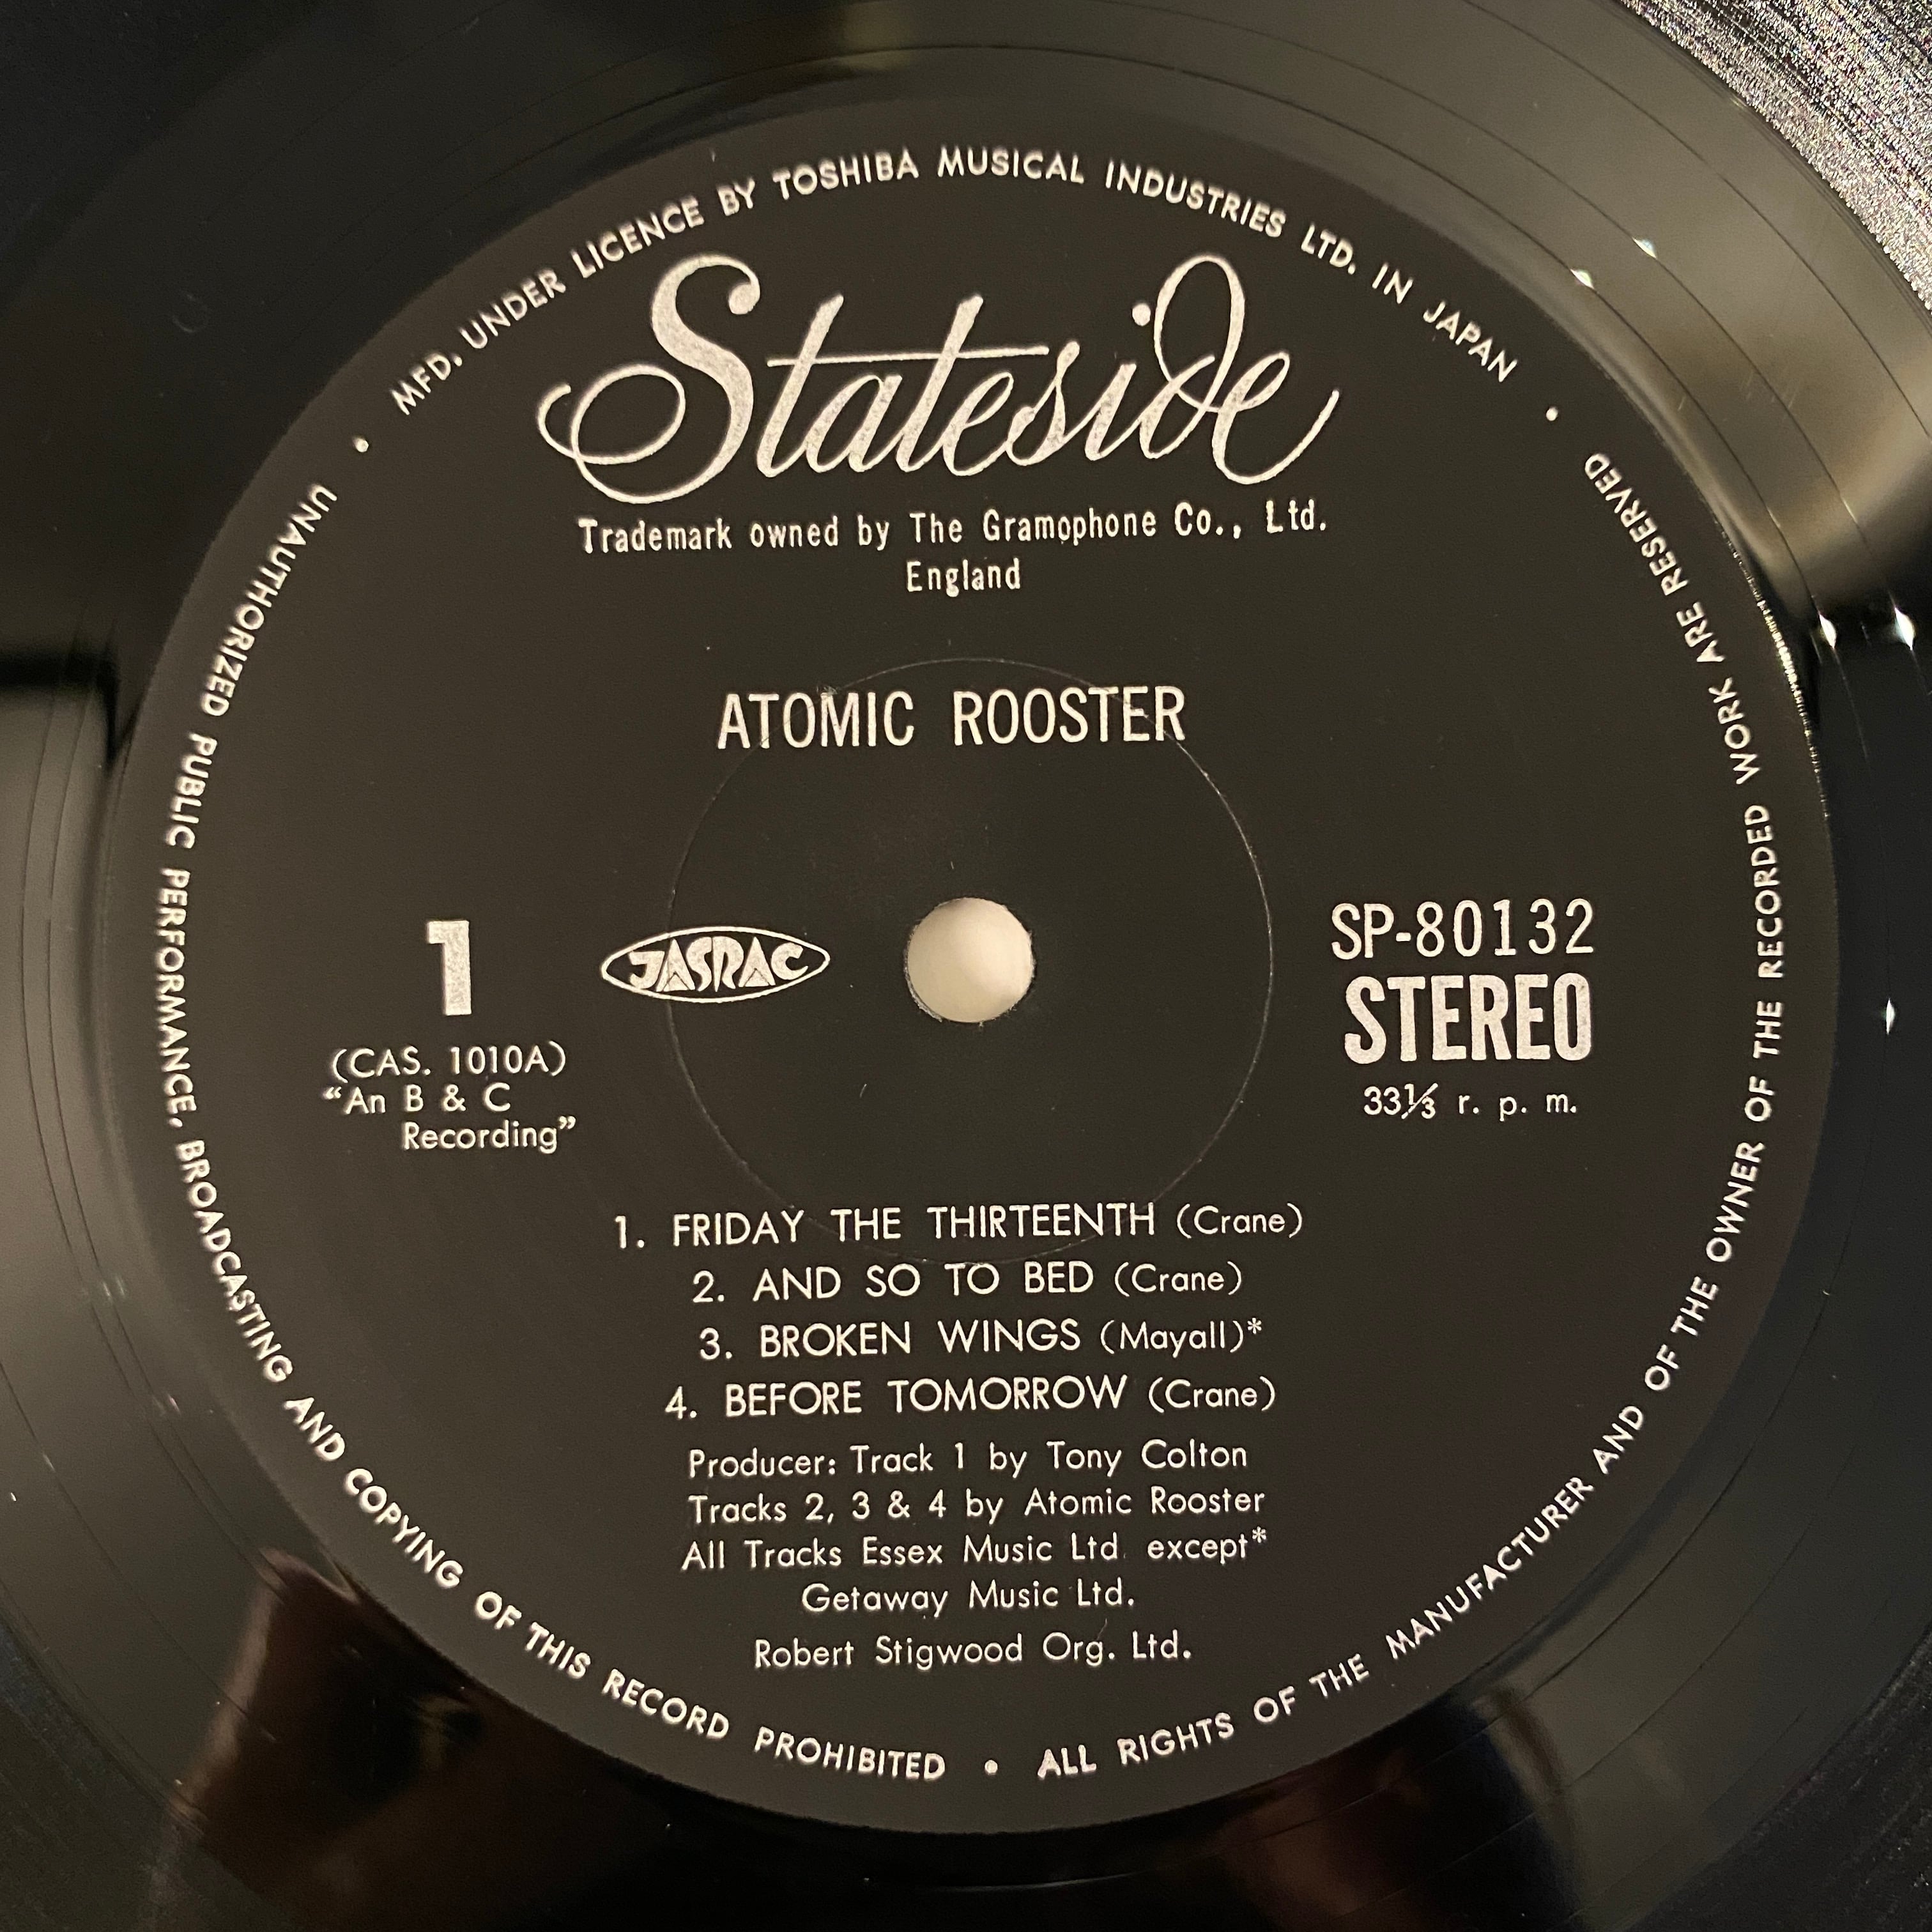 MFD. UNDER LICENCE BY TOSHIBA MUSICAL INDUSTRIES LTD. IN JAPAN •
Stateside
Trademark owned by The Gramophone Co., Ltd.
England
ATOMIC ROOSTER
1
JASRAC
(CAS. 1010A)
“An B & C
Recording”
SP-80132
STEREO
33⅓ r. p. m.
1. FRIDAY THE THIRTEENTH (Crane)
2. AND SO TO BED (Crane)
3. BROKEN WINGS (Mayall)*
4. BEFORE TOMORROW (Crane)
Producer: Track 1 by Tony Colton
Tracks 2, 3 & 4 by Atomic Rooster
All Tracks Essex Music Ltd. except*
Getaway Music Ltd.
Robert Stigwood Org. Ltd.
ALL RIGHTS OF THE MANUFACTURER AND OF THE OWNER OF THE RECORDED WORK ARE RESERVED •
UNAUTHORIZED PUBLIC PERFORMANCE, BROADCASTING AND COPYING OF THIS RECORD PROHIBITED •